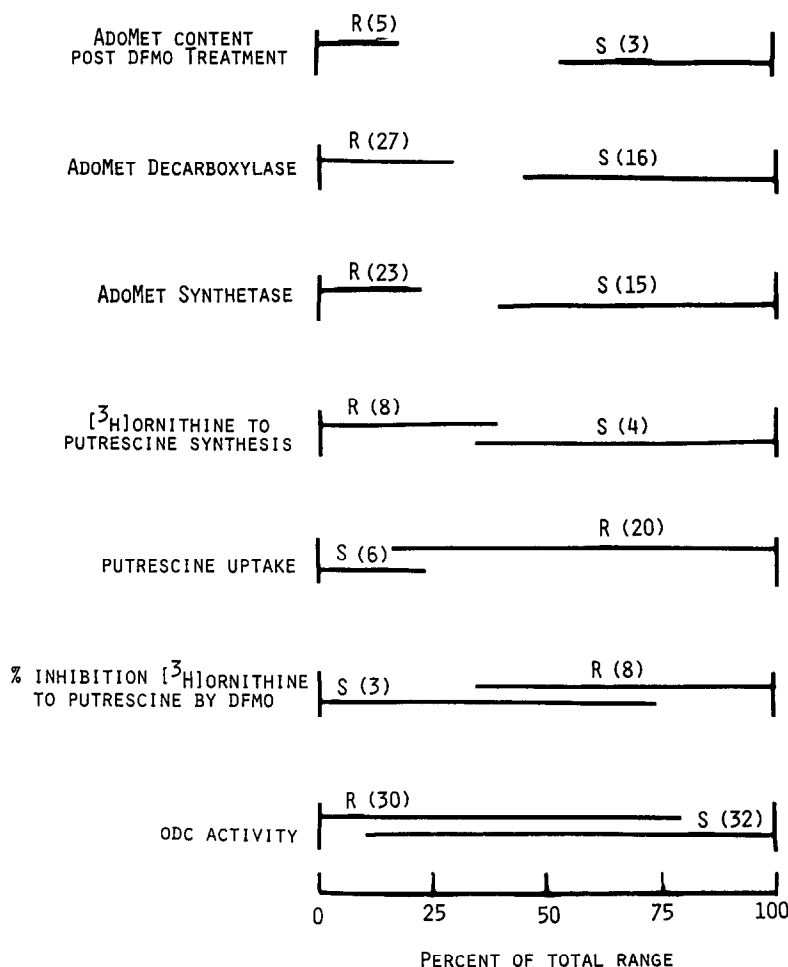 R (5)
ADOMET CONTENT
POST DFMO TREATMENT
S (3)
R (27)
ADOMET DECARBOXYLASE
S (16)
R (23)
ADOMET SYNTHETASE
S (15)
R (8)
[³H]ORNITHINE TO
PUTRESCINE SYNTHESIS
S (4)
R (20)
PUTRESCINE UPTAKE
S (6)
% INHIBITION [³H]ORNITHINE
TO PUTRESCINE BY DFMO
R (8)
S (3)
R (30)
ODC ACTIVITY
S (32)
0 25 50 75 100
PERCENT OF TOTAL RANGE